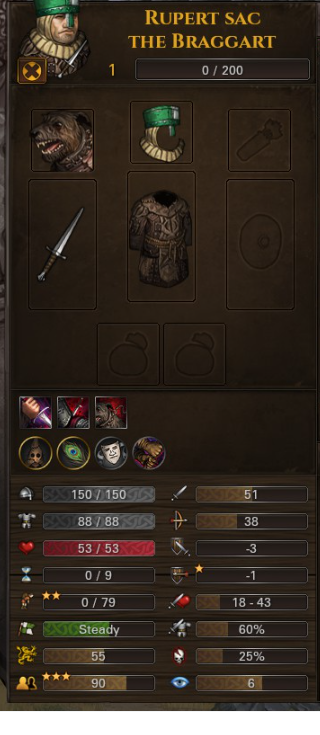 Rupert sac
the Braggart
1 0 / 200
150 / 150 51
88 / 88 38
53 / 53 -3
0 / 9 -1
0 / 79 18 - 43
Steady 60%
55 25%
90 6